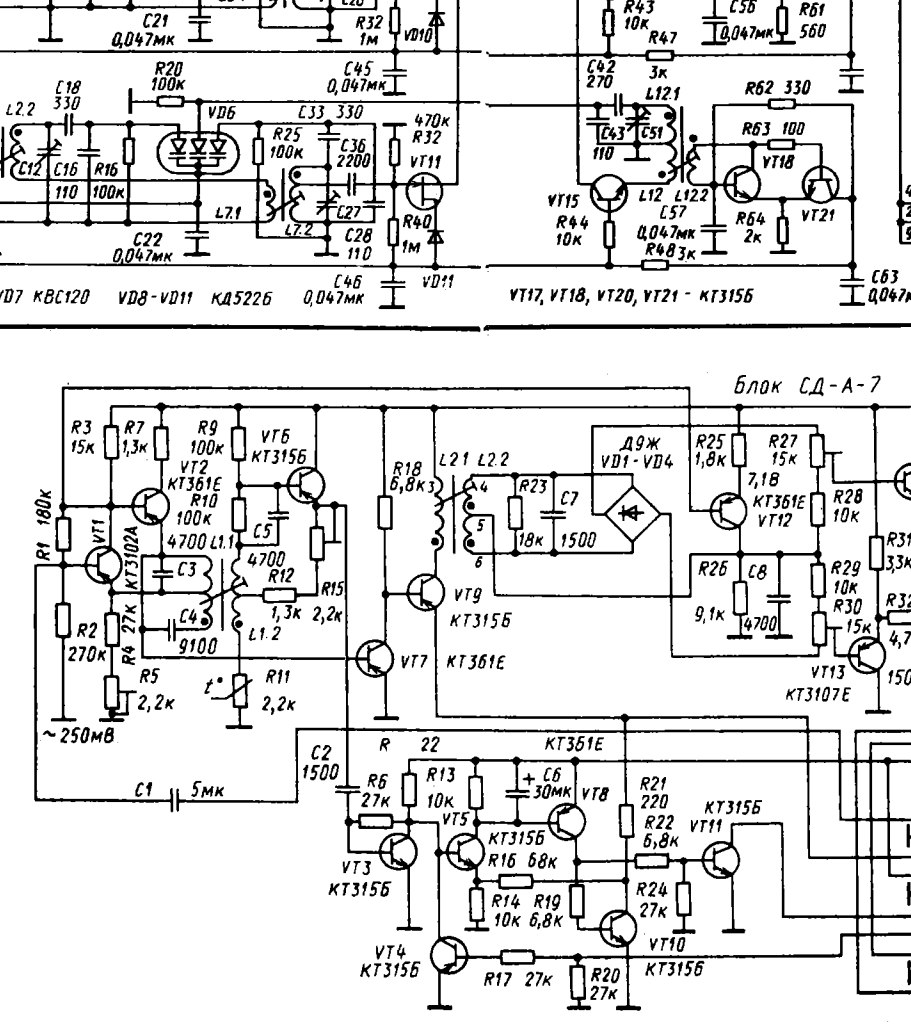 C21
0,047мк
R32
1м
VD10
C45
0,047мк
R43
10к
R47
3к
C56
0,047мк
R61
560
L2.2
C18
330
R20
100к
VD6
C33 330
470к
R32
R25
100к
C36
2200
VT11
C12
C16
R16
110
100к
L7.1
L7.2
C27
C28
110
R40
1м
C22
0,047мк
C46
0,047мк
VD11
C42
270
L12.1
C43
C51
110
R62 330
R63 100
VT18
VT21
VT15
L12
L12.2
R44
10к
C57
0,047мк
R64
2к
R48 3к
C63
0,047м
VD7 КВС120 VD8-VD11 КД522Б
VT17, VT18, VT20, VT21 - КТ315Б
Блок СД-А-7
R3
15к
R7
1,3к
R9
100к
VT6
КТ315Б
VT2
КТ361Е
R10
100к
180к
R1
VT1
КТ3102А
4700
L1.1
C5
4700
C3
C4
9100
R12
1,3к
R15
2,2к
L1.2
R2
270к
27к
R4
R5
2,2к
t°
R11
2,2к
~250мВ
R18
6,8к
L2.1 L2.2
3
4
5
6
R23
18к
C7
1500
Д9Ж
VD1-VD4
R25
1,8к
7,1В
КТ361Е
VT12
R27
15к
R28
10к
VT9
КТ315Б
VT7
КТ361Е
R26
9,1к
C8
4700
R29
10к
R30
15к
R31
3,3к
R32
4,7
VT13
КТ3107Е
150
C1
5мк
C2
1500
R 22
КТ361Е
R6
27к
R13
10к
+ C6
30мк
VT8
R21
220
VT5
КТ315Б
R22
6,8к
КТ315Б
VT11
VT3
КТ315Б
R16 68к
R14
10к
R19
6,8к
R24
27к
VT4
КТ315Б
R17 27к
R20
27к
VT10
КТ315Б